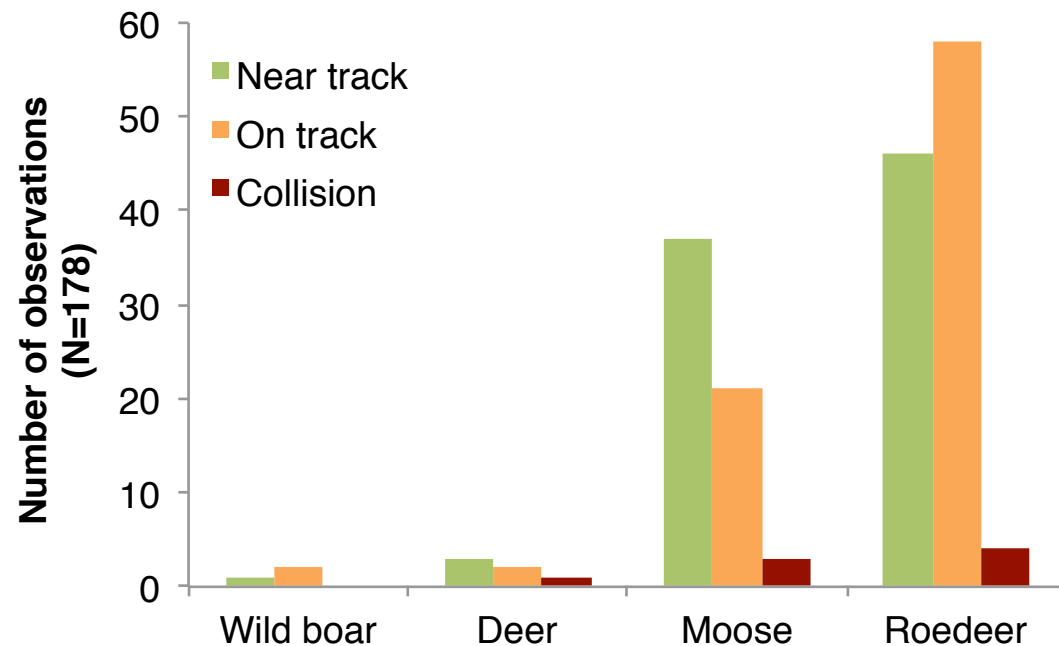 Number of observations
(N=178)
60
50
40
30
20
10
0
Near track
On track
Collision
Wild boar
Deer
Moose
Roedeer